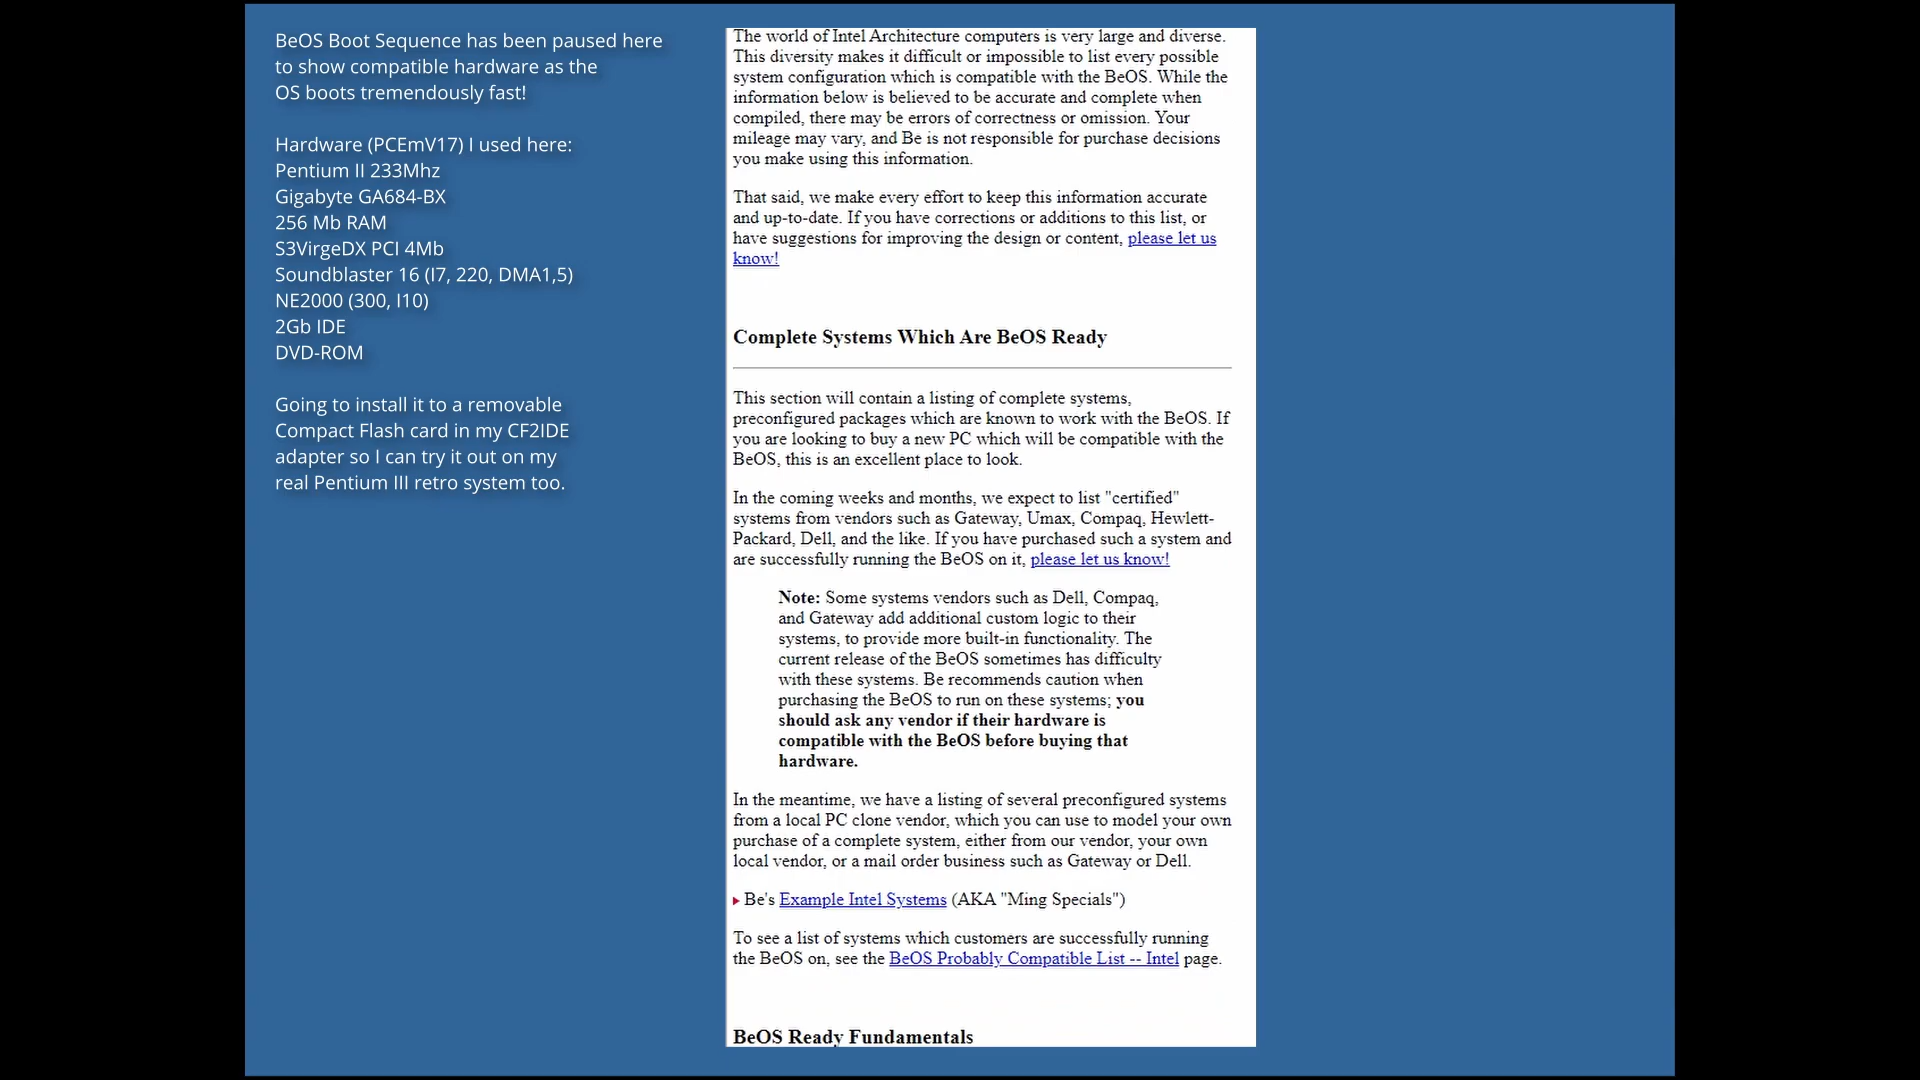 BeOS Boot Sequence has been paused here
to show compatible hardware as the
OS boots tremendously fast!
Hardware (PCEmV17) I used here:
Pentium II 233Mhz
Gigabyte GA684-BX
256 Mb RAM
S3VirgeDX PCI 4Mb
Soundblaster 16 (I7, 220, DMA1,5)
NE2000 (300, I10)
2Gb IDE
DVD-ROM
Going to install it to a removable
Compact Flash card in my CF2IDE
adapter so I can try it out on my
real Pentium III retro system too.
The world of Intel Architecture computers is very large and diverse.
This diversity makes it difficult or impossible to list every possible
system configuration which is compatible with the BeOS. While the
information below is believed to be accurate and complete when
compiled, there may be errors of correctness or omission. Your
mileage may vary, and Be is not responsible for purchase decisions
you make using this information.
That said, we make every effort to keep this information accurate
and up-to-date. If you have corrections or additions to this list, or
have suggestions for improving the design or content, please let us
know!
Complete Systems Which Are BeOS Ready
This section will contain a listing of complete systems,
preconfigured packages which are known to work with the BeOS. If
you are looking to buy a new PC which will be compatible with the
BeOS, this is an excellent place to look.
In the coming weeks and months, we expect to list "certified"
systems from vendors such as Gateway, Umax, Compaq, Hewlett-
Packard, Dell, and the like. If you have purchased such a system and
are successfully running the BeOS on it, please let us know!
Note: Some systems vendors such as Dell, Compaq,
and Gateway add additional custom logic to their
systems, to provide more built-in functionality. The
current release of the BeOS sometimes has difficulty
with these systems. Be recommends caution when
purchasing the BeOS to run on these systems; you
should ask any vendor if their hardware is
compatible with the BeOS before buying that
hardware.
In the meantime, we have a listing of several preconfigured systems
from a local PC clone vendor, which you can use to model your own
purchase of a complete system, either from our vendor, your own
local vendor, or a mail order business such as Gateway or Dell.
Be's Example Intel Systems (AKA "Ming Specials")
To see a list of systems which customers are successfully running
the BeOS on, see the BeOS Probably Compatible List -- Intel page.
BeOS Ready Fundamentals